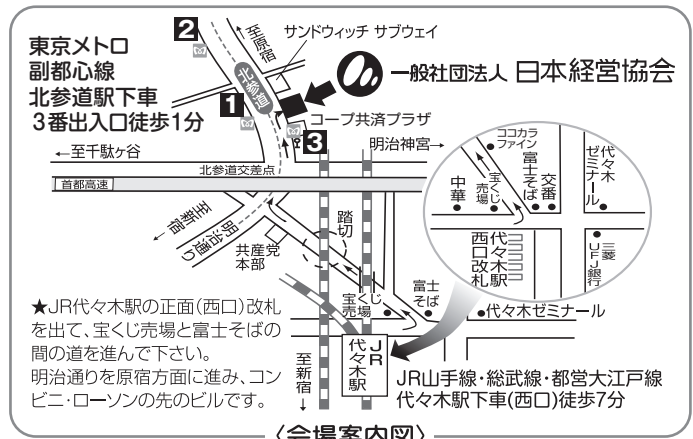 東京メトロ
副都心線
北参道駅下車
3番出入口徒歩1分
2
至原宿
サンドウィッチ サブウェイ
北参道
一般社団法人 日本経営協会
1
コープ共済プラザ
3
明治神宮→
←至千駄ヶ谷
北参道交差点
首都高速
至新宿
明治通り
共産党
本部
踏切
ココカラ
ファイン
中華
宝くじ
売場
富士そば
交番
代々木
ゼミナール
代々木駅
西口改札
三菱
UFJ銀行
宝くじ
売場
富士
そば
代々木ゼミナール
★JR代々木駅の正面(西口)改札
を出て、宝くじ売場と富士そばの
間の道を進んで下さい。
明治通りを原宿方面に進み、コン
ビニ・ローソンの先のビルです。
至新宿
JR
代々木駅
JR山手線・総武線・都営大江戸線
代々木駅下車(西口)徒歩7分
〈会場案内図〉